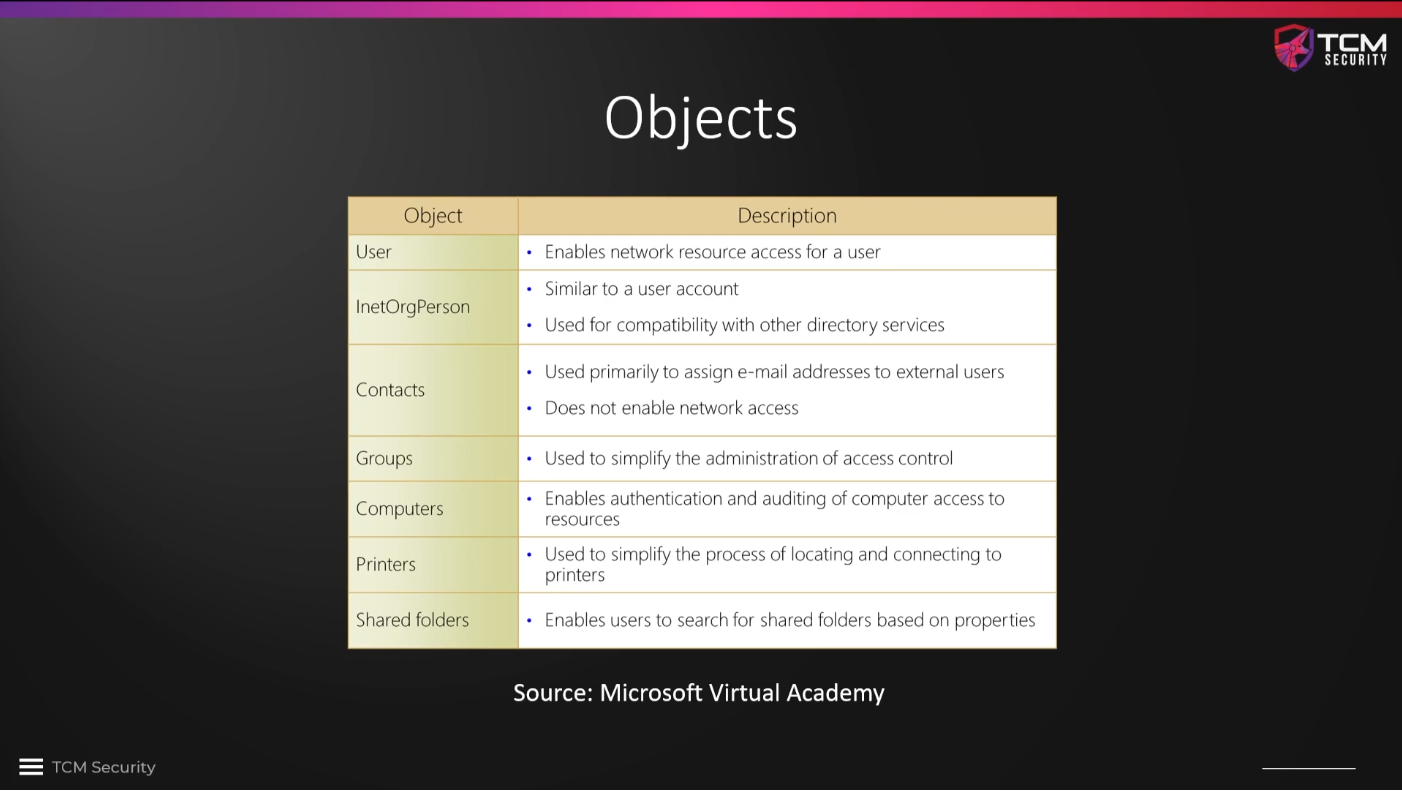 TCM
SECURITY
Objects
Object Description
User
• Enables network resource access for a user
InetOrgPerson
• Similar to a user account
• Used for compatibility with other directory services
Contacts
• Used primarily to assign e-mail addresses to external users
• Does not enable network access
Groups
• Used to simplify the administration of access control
Computers
• Enables authentication and auditing of computer access to
resources
Printers
• Used to simplify the process of locating and connecting to
printers
Shared folders
• Enables users to search for shared folders based on properties
Source: Microsoft Virtual Academy
TCM Security